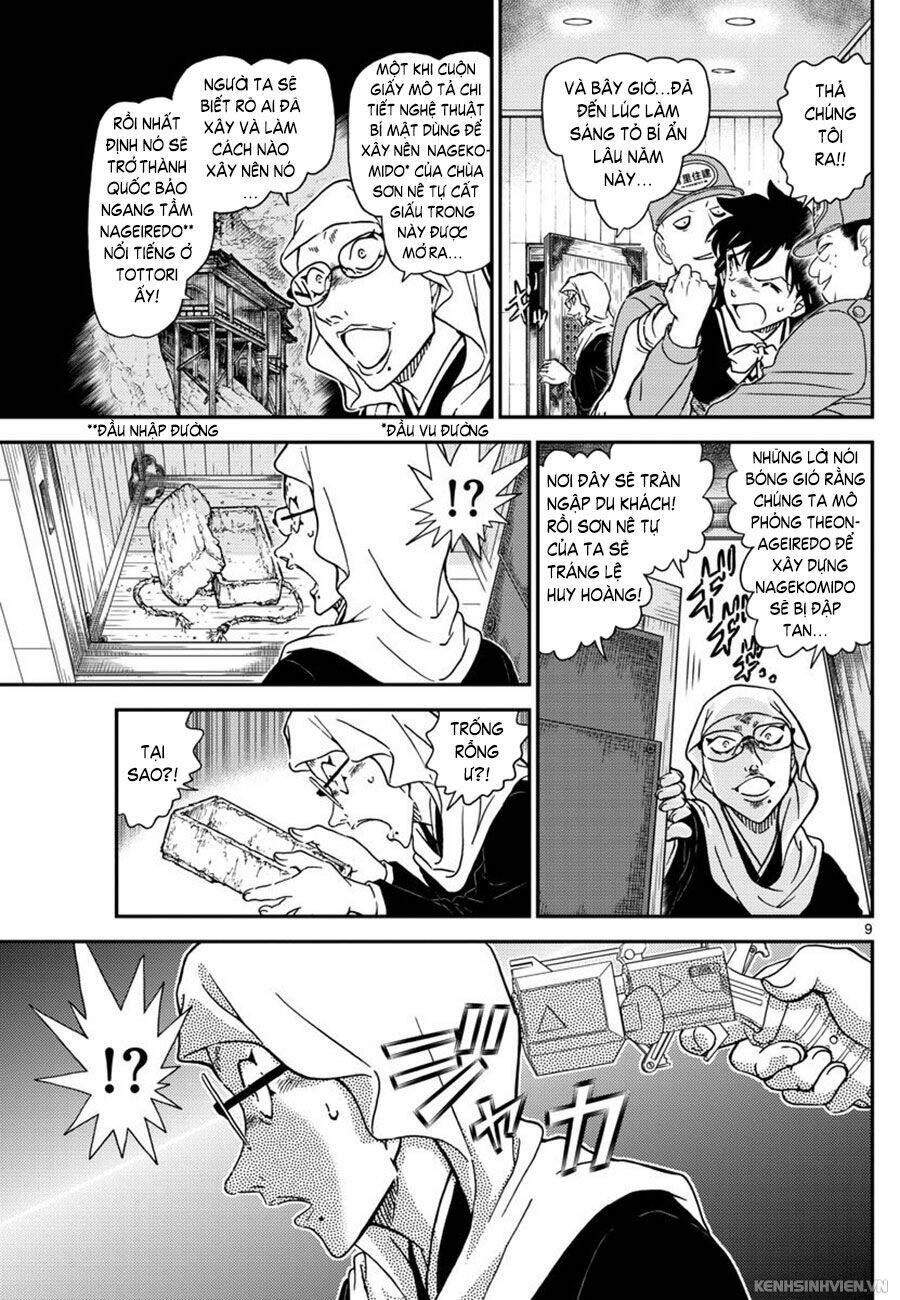 THẢ
CHÚNG
TÔI
RA!!
VÀ BÂY GIỜ...ĐÃ
ĐẾN LÚC LÀM
SÁNG TỎ BÍ ẨN
LÂU NĂM
NÀY...
里住建
MỘT KHI CUỘN
GIẤY MÔ TẢ CHI
TIẾT NGHỆ THUẬT
BÍ MẬT DÙNG ĐỂ
XÂY NÊN NAGEKO-
MIDO* CỦA CHÙA
SƠN NÊ TỰ CẤT
GIẤU TRONG
NÀY ĐƯỢC
MỞ RA...
NGƯỜI TA SẼ
BIẾT RÕ AI ĐÃ
XÂY VÀ LÀM
CÁCH NÀO
XÂY NÊN NÓ
...
RỒI NHẤT
ĐỊNH NÓ SẼ
TRỞ THÀNH
QUỐC BẢO
NGANG TẦM
NAGEIREDO**
NỔI TIẾNG Ở
TOTTORI
ẤY!
**ĐẦU NHẬP ĐƯỜNG
*ĐẦU VU ĐƯỜNG
NHỮNG LỜI NÓI
BÓNG GIÓ RẰNG
CHÚNG TA MÔ
PHỎNG THEON-
AGEIREDO ĐỂ
XÂY DỰNG
NAGEKOMIDO
SẼ BỊ ĐẬP
TAN...
NƠI ĐÂY SẼ TRÀN
NGẬP DU KHÁCH!
RỒI SƠN NÊ TỰ
CỦA TA SẼ
TRÁNG LỆ
HUY HOÀNG!
!?
TRỐNG
RỖNG
Ư?!
TẠI
SAO?!
9
!?
ジャカ
KENHSINHVIEN.VN